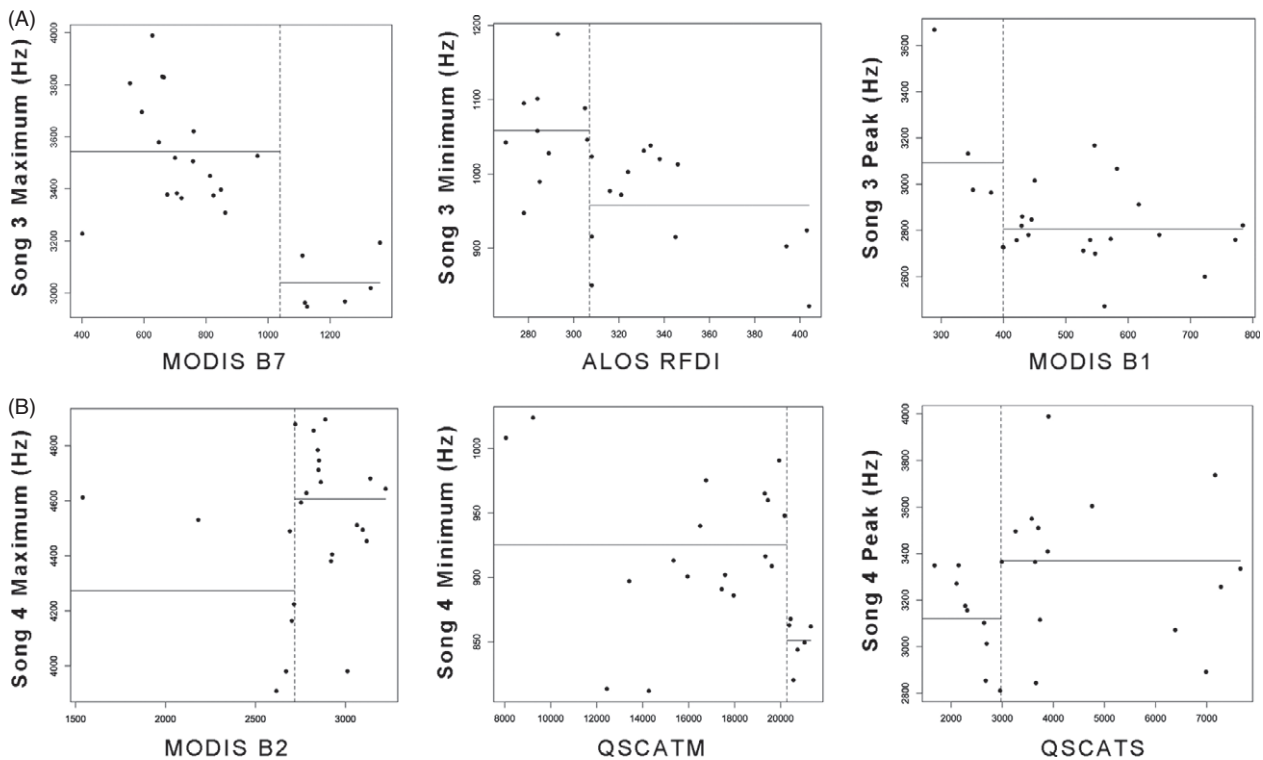 (A)
Song 3 Maximum (Hz)
3000 3200 3400 3600 3800 4000
400 600 800 1000 1200
MODIS B7
Song 3 Minimum (Hz)
900 1000 1100 1200
280 300 320 340 360 380 400
ALOS RFDI
Song 3 Peak (Hz)
2600 2800 3000 3200 3400 3600
300 400 500 600 700 800
MODIS B1
(B)
Song 4 Maximum (Hz)
4000 4200 4400 4600 4800
1500 2000 2500 3000
MODIS B2
Song 4 Minimum (Hz)
850 900 950 1000
8000 10000 12000 14000 16000 18000 20000
QSCATM
Song 4 Peak (Hz)
2800 3000 3200 3400 3600 3800 4000
2000 3000 4000 5000 6000 7000
QSCATS